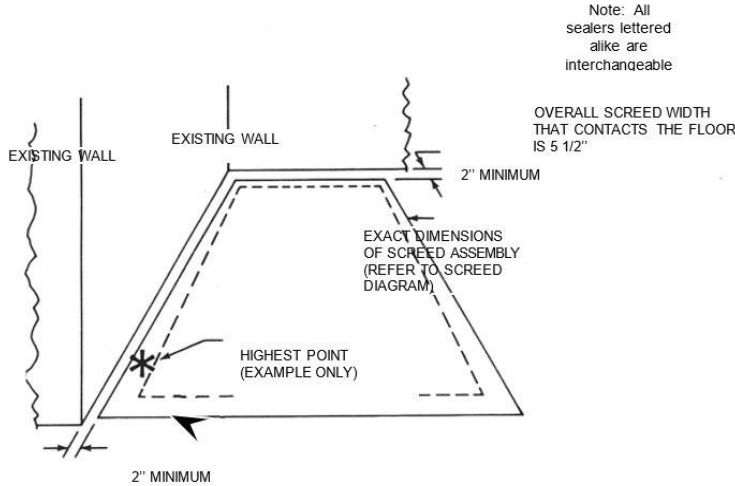 Note: All
sealers lettered
alike are
interchangeable
OVERALL SCREED WIDTH
THAT CONTACTS THE FLOOR
IS 5 1/2"
EXISTING WALL
EXISTING WALL
2" MINIMUM
EXACT DIMENSIONS
OF SCREED ASSEMBLY
(REFER TO SCREED
DIAGRAM)
HIGHEST POINT
(EXAMPLE ONLY)
2" MINIMUM